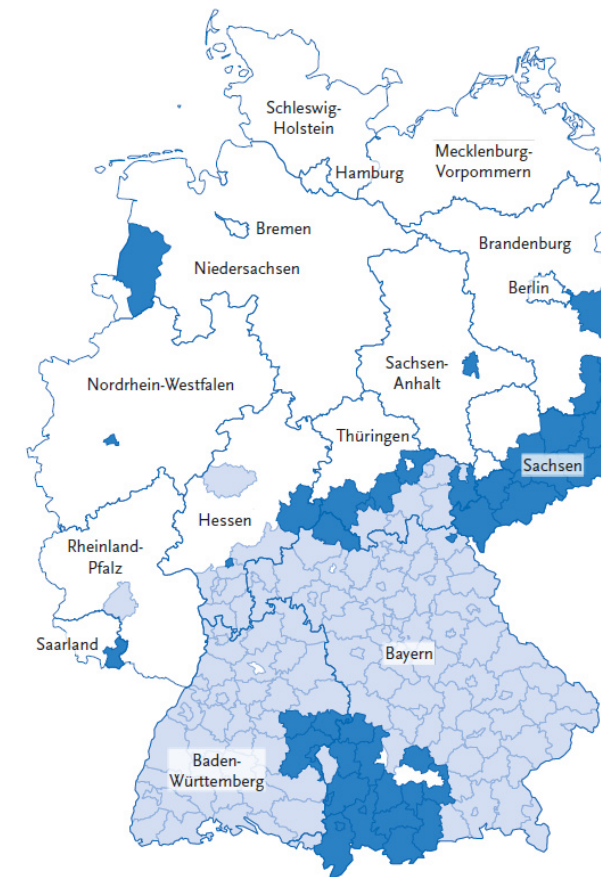 Schleswig-
Holstein
Hamburg
Mecklenburg-
Vorpommern
Bremen
Niedersachsen
Brandenburg
Berlin
Nordrhein-Westfalen
Sachsen-
Anhalt
Thüringen
Sachsen
Hessen
Rheinland-
Pfalz
Saarland
Bayern
Baden-
Württemberg